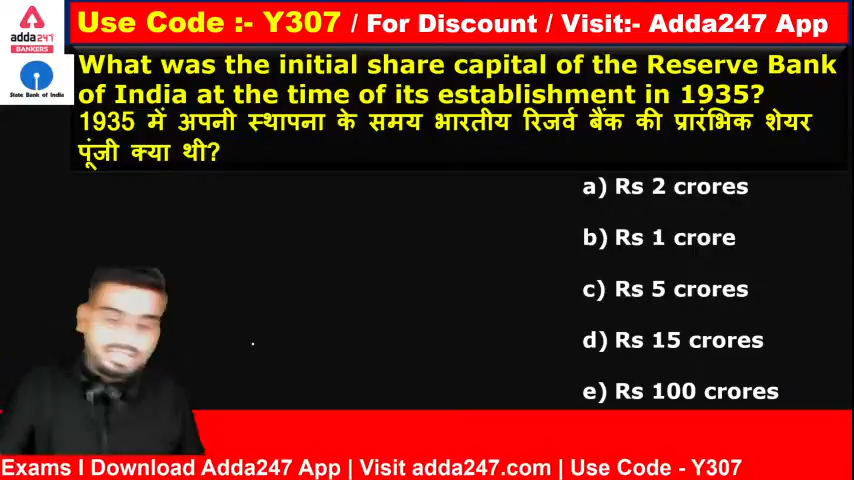 Use Code :- Y307 / For Discount / Visit:- Adda247 App
adda247
BANKERS
State Bank of India
What was the initial share capital of the Reserve Bank
of India at the time of its establishment in 1935?
1935 में अपनी स्थापना के समय भारतीय रिजर्व बैंक की प्रारंभिक शेयर
पूंजी क्या थी?
a) Rs 2 crores
b) Rs 1 crore
c) Rs 5 crores
d) Rs 15 crores
e) Rs 100 crores
Exams I Download Adda247 App | Visit adda247.com | Use Code - Y307